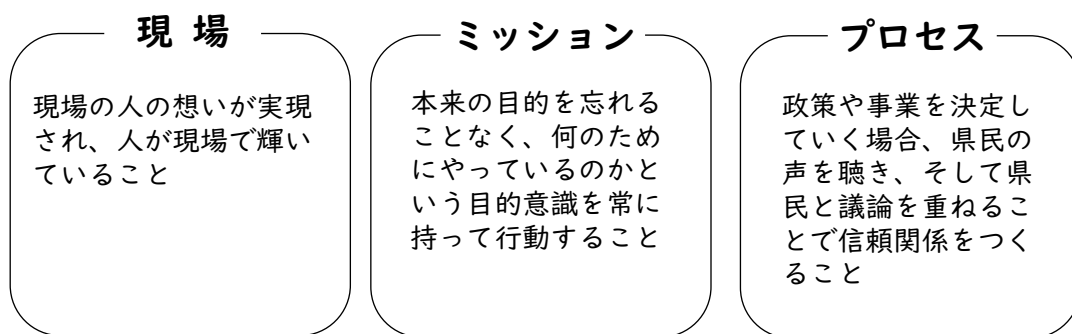 現 場
現場の人の想いが実現
され、人が現場で輝い
ていること
ミッション
本来の目的を忘れる
ことなく、何のため
にやっているのかと
いう目的意識を常に
持って行動すること
プロセス
政策や事業を決定し
ていく場合、県民の
声を聴き、そして県
民と議論を重ねるこ
とで信頼関係をつく
ること